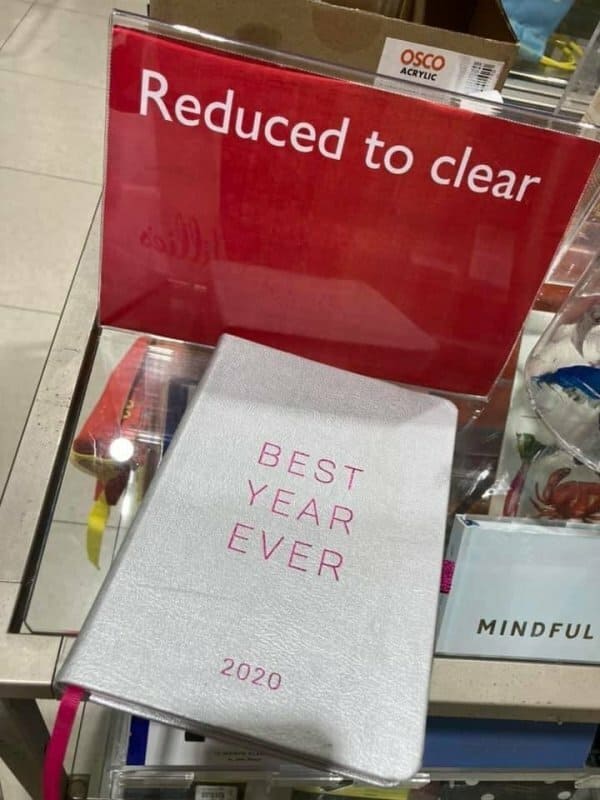 OSCO
ACRYLIC
Reduced to clear
BEST
YEAR
EVER
2020
MINDFUL